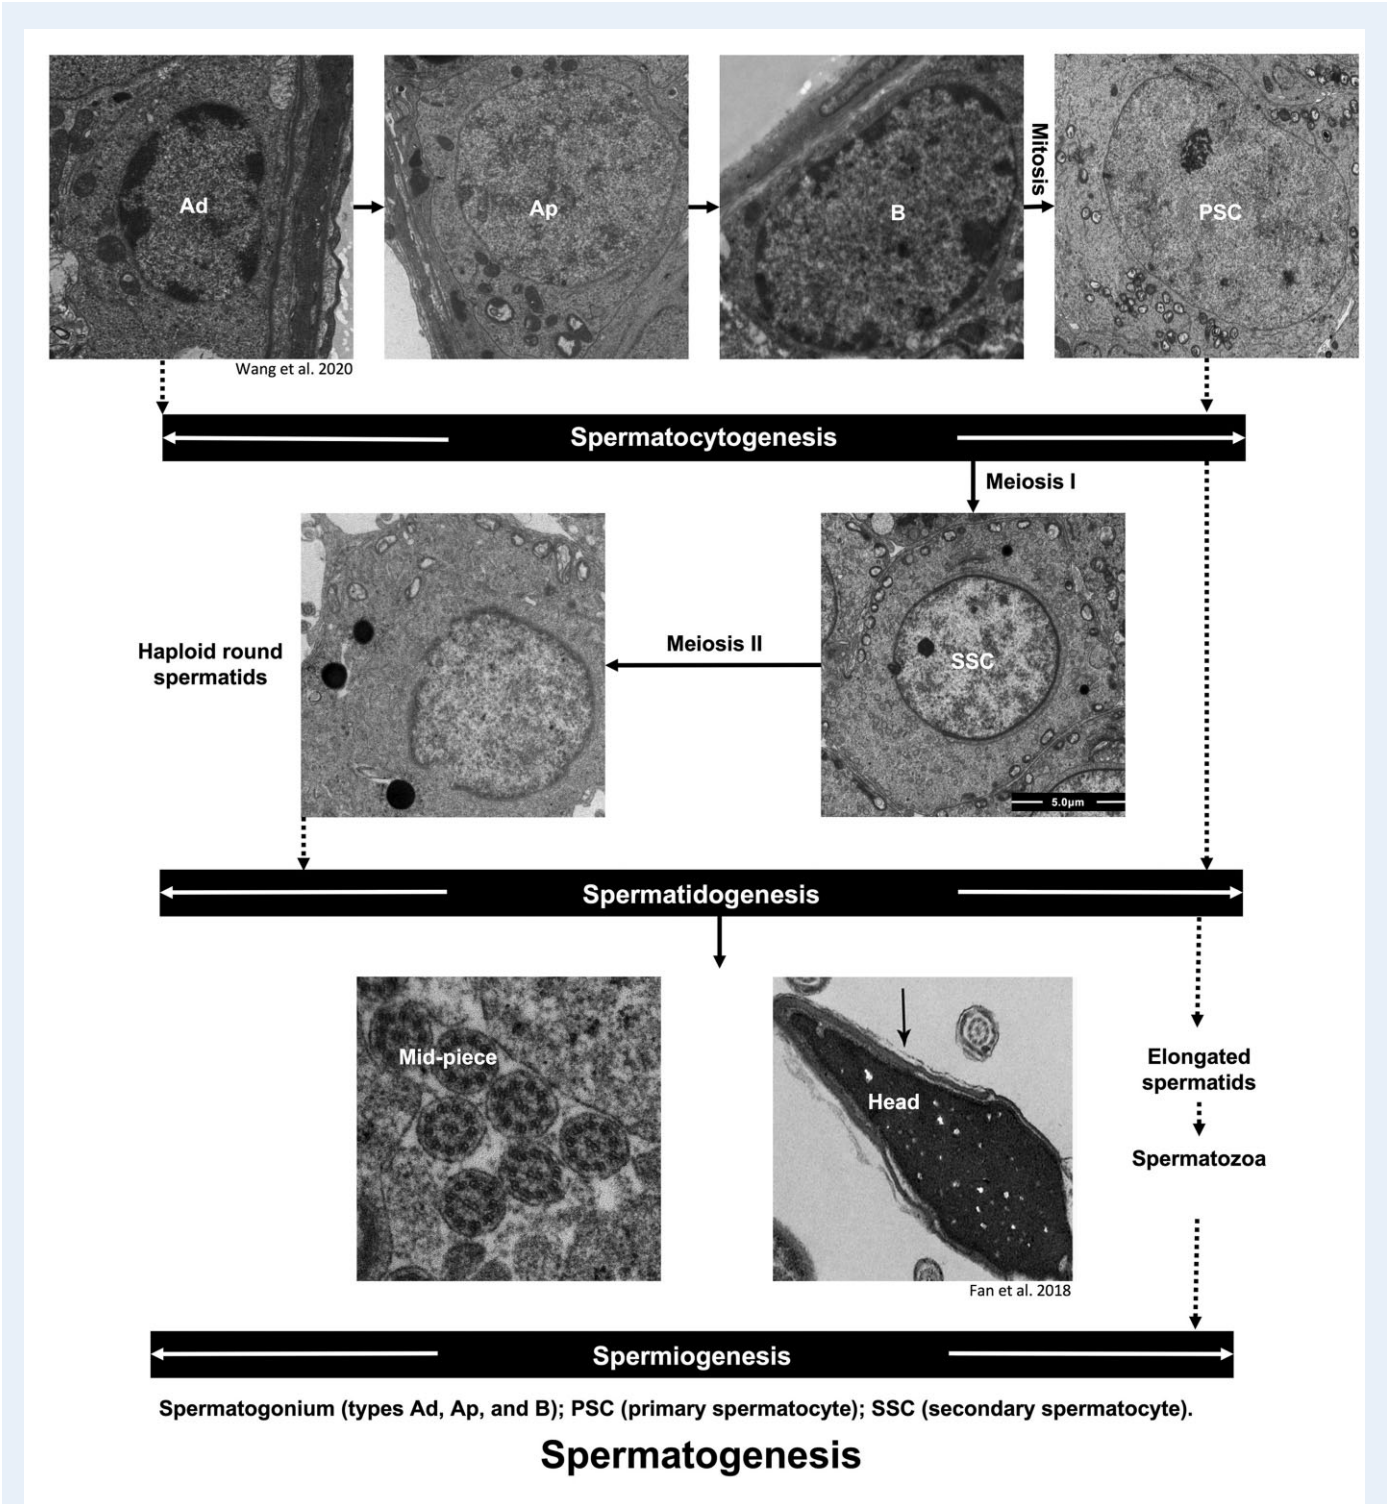 Ad
Ap
B
Mitosis
PSC
Wang et al. 2020
Spermatocytogenesis
Meiosis I
Haploid round
spermatids
Meiosis II
SSC
5.0µm
Spermatidogenesis
Mid-piece
Head
Elongated
spermatids
Spermatozoa
Fan et al. 2018
Spermiogenesis
Spermatogonium (types Ad, Ap, and B); PSC (primary spermatocyte); SSC (secondary spermatocyte).
Spermatogenesis